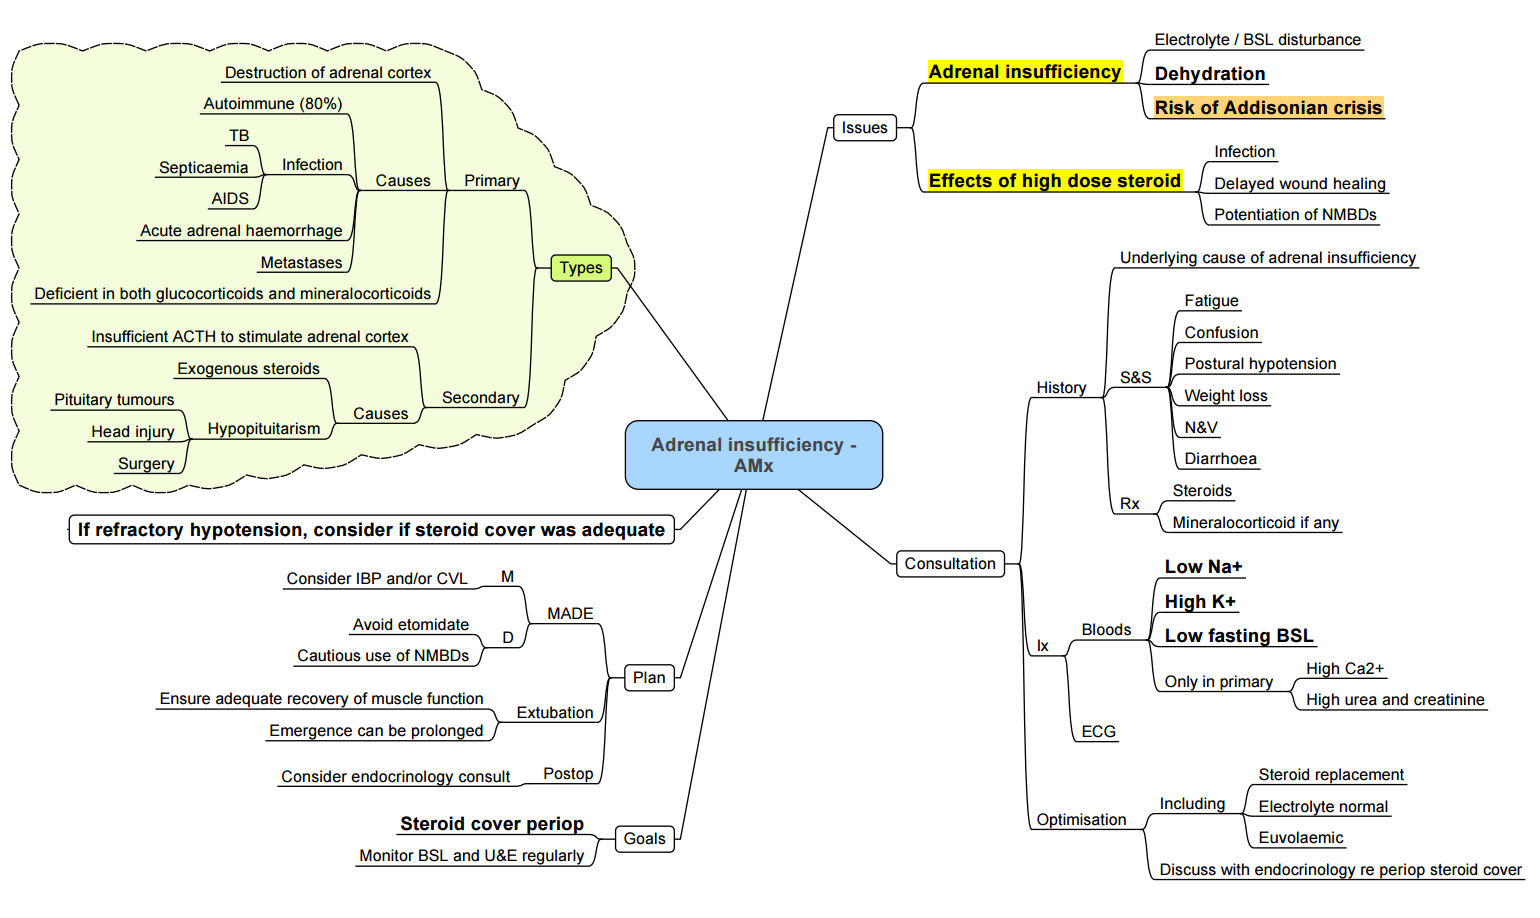 Adrenal insufficiency -
AMx
Types
Primary
Destruction of adrenal cortex
Causes
Autoimmune (80%)
Infection
TB
Septicaemia
AIDS
Acute adrenal haemorrhage
Metastases
Deficient in both glucocorticoids and mineralocorticoids
Secondary
Insufficient ACTH to stimulate adrenal cortex
Causes
Exogenous steroids
Hypopituitarism
Pituitary tumours
Head injury
Surgery
If refractory hypotension, consider if steroid cover was adequate
Plan
MADE
M
Consider IBP and/or CVL
D
Avoid etomidate
Cautious use of NMBDs
Extubation
Ensure adequate recovery of muscle function
Emergence can be prolonged
Postop
Consider endocrinology consult
Goals
Steroid cover periop
Monitor BSL and U&E regularly
Issues
Adrenal insufficiency
Electrolyte / BSL disturbance
Dehydration
Risk of Addisonian crisis
Effects of high dose steroid
Infection
Delayed wound healing
Potentiation of NMBDs
Consultation
History
Underlying cause of adrenal insufficiency
S&S
Fatigue
Confusion
Postural hypotension
Weight loss
N&V
Diarrhoea
Rx
Steroids
Mineralocorticoid if any
Ix
Bloods
Low Na+
High K+
Low fasting BSL
Only in primary
High Ca2+
High urea and creatinine
ECG
Optimisation
Including
Steroid replacement
Electrolyte normal
Euvolaemic
Discuss with endocrinology re periop steroid cover